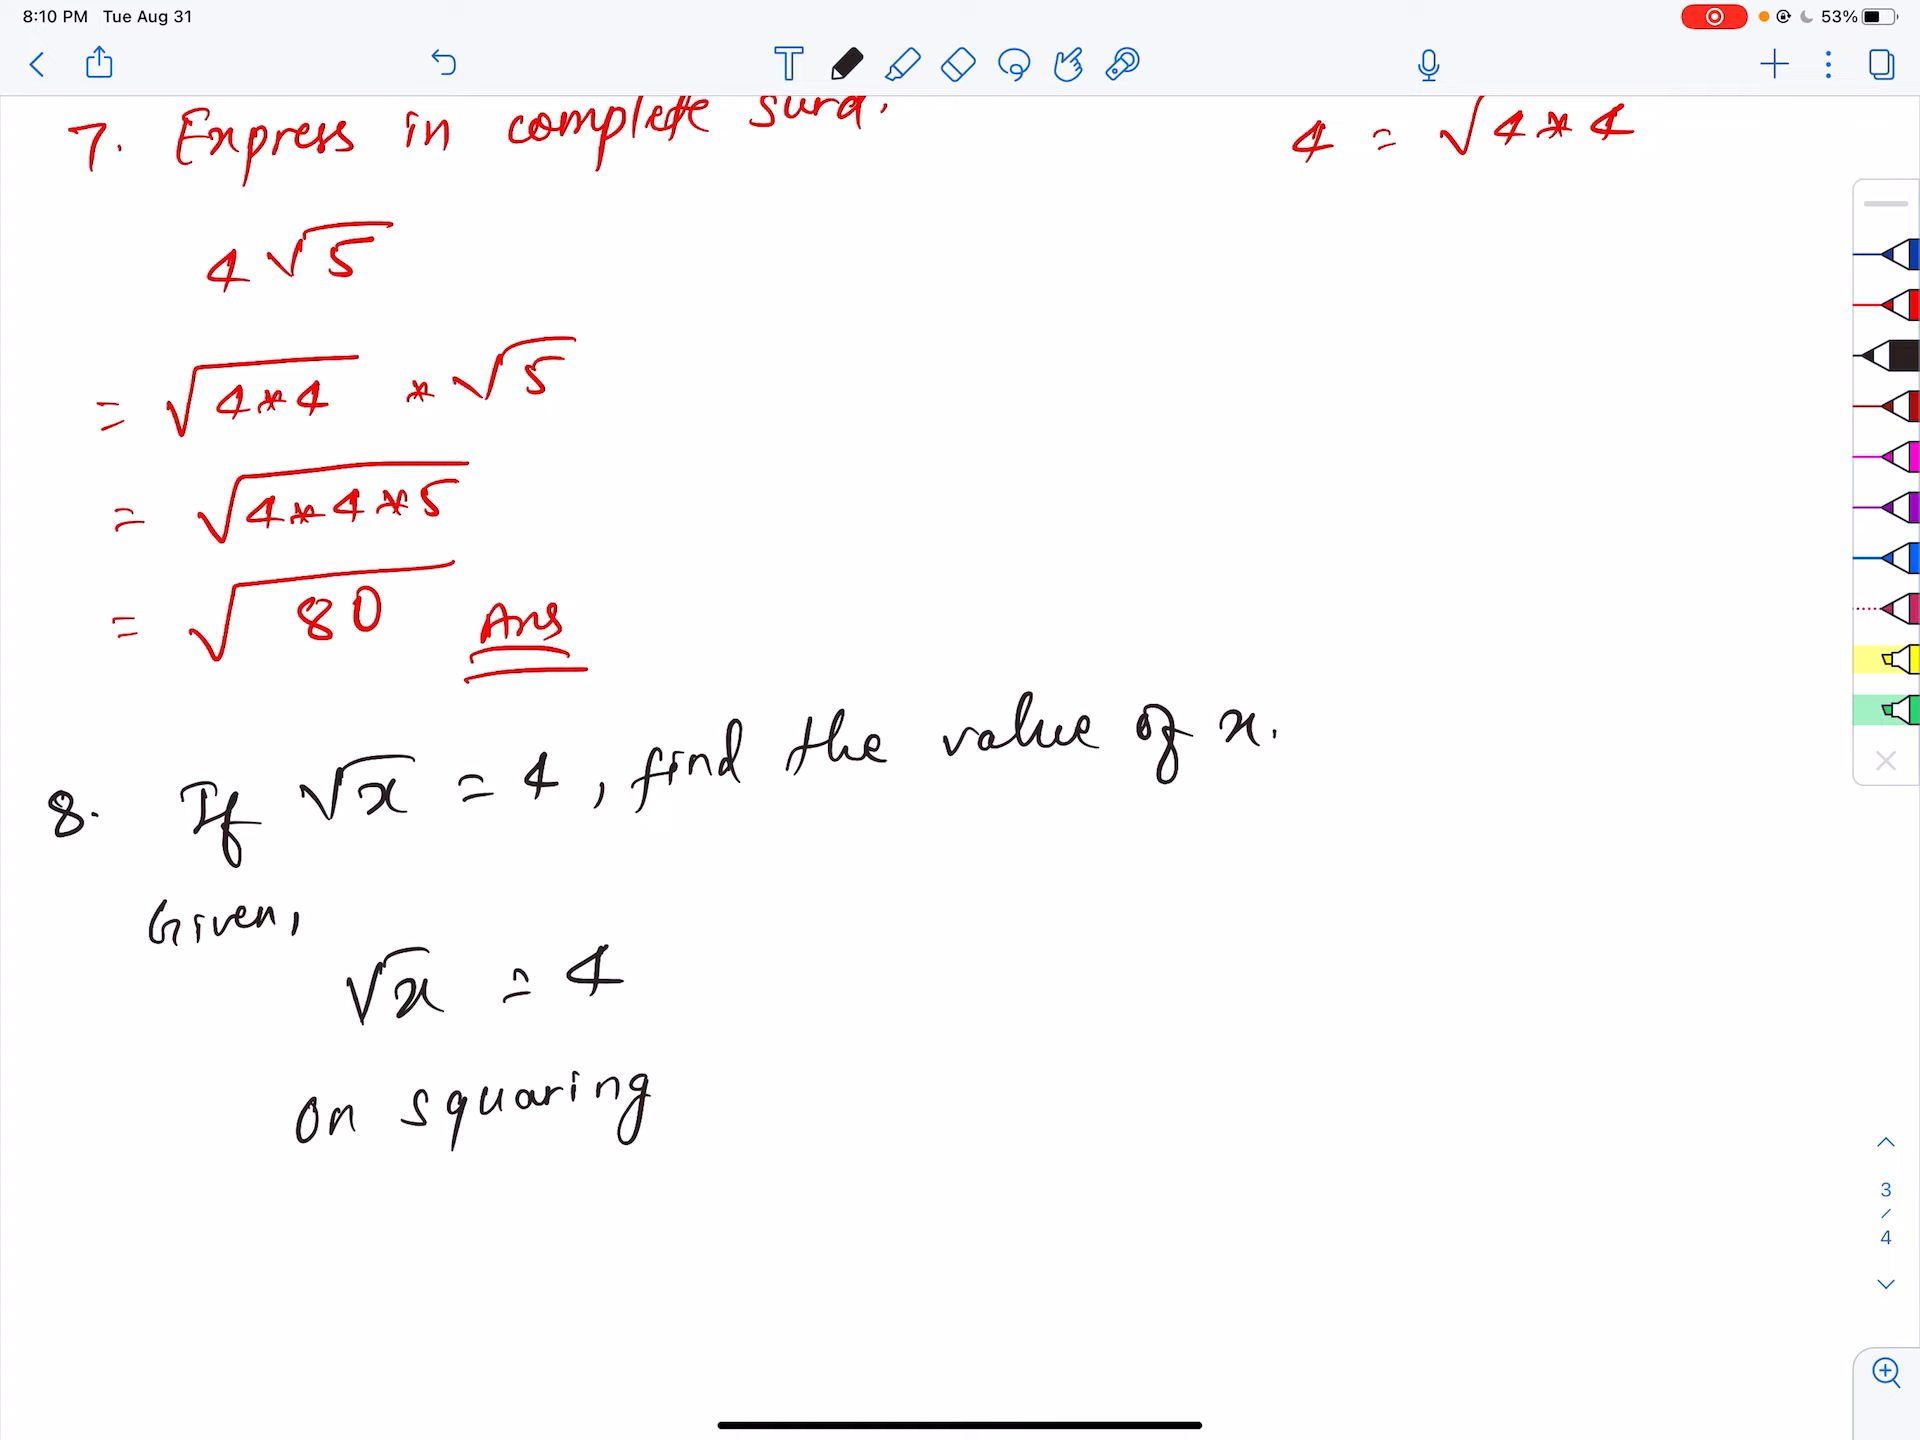 8:10 PM Tue Aug 31
53%
T
7. Express in complete surd.
4 = √4*4
4√5
= √4*4 * √5
= √4*4*5
= √80 Ans
8. If √x = 4, find the value of x.
Given,
√x = 4
on squaring
3
/
4